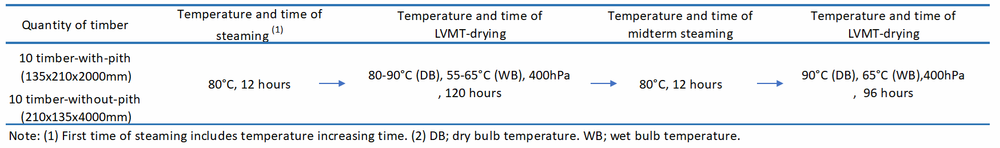 Quantity of timber
Temperature and time of
steaming (1)
Temperature and time of
LVMT-drying
Temperature and time of
midterm steaming
Temperature and time of
LVMT-drying
10 timber-with-pith
(135x210x2000mm)
10 timber-without-pith
(210x135x4000mm)
80°C, 12 hours
80-90°C (DB), 55-65°C (WB), 400hPa
, 120 hours
80°C, 12 hours
90°C (DB), 65°C (WB),400hPa
, 96 hours
Note: (1) First time of steaming includes temperature increasing time. (2) DB; dry bulb temperature. WB; wet bulb temperature.